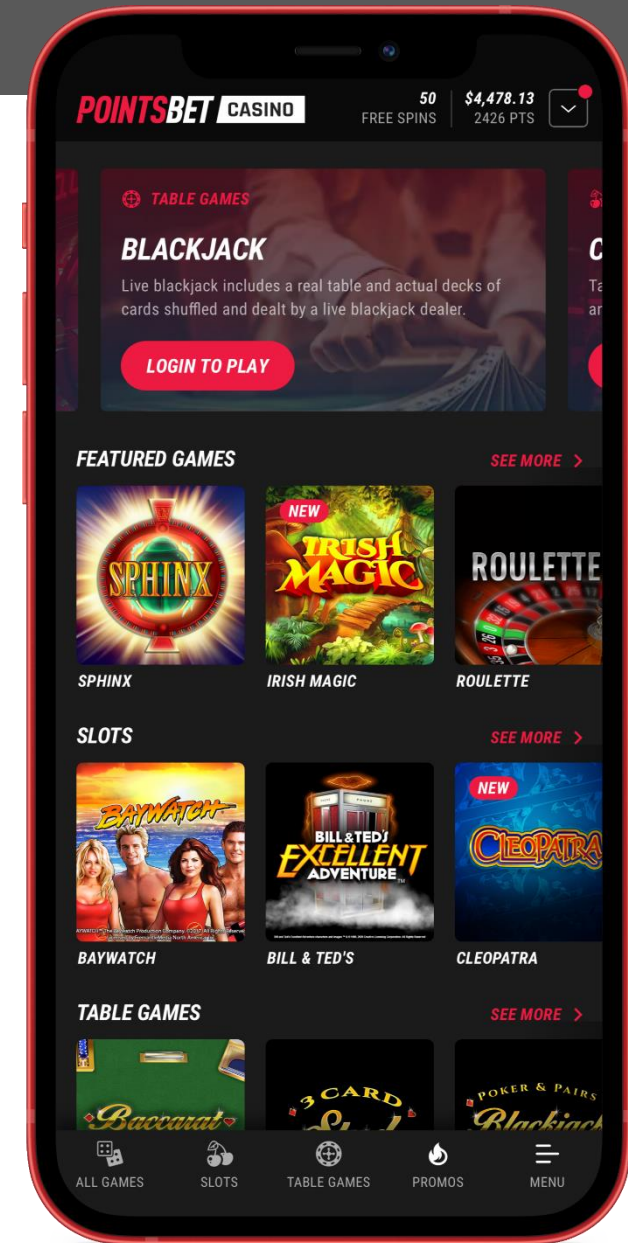 POINTSBET CASINO
50
FREE SPINS
$4,478.13
2426 PTS
TABLE GAMES
BLACKJACK
Live blackjack includes a real table and actual decks of
cards shuffled and dealt by a live blackjack dealer.
LOGIN TO PLAY
FEATURED GAMES
SEE MORE
SPHINX
NEW
IRISH
MAGIC
ROULETTE
SPHINX
IRISH MAGIC
ROULETTE
SLOTS
SEE MORE
BAYWATCH
BILL & TED'S
EXCELLENT
ADVENTURE™
NEW
CLEOPATRA
BAYWATCH
BILL & TED'S
CLEOPATRA
TABLE GAMES
SEE MORE
Baccarat
3 CARD
POKER & PAIRS
Blackjack
ALL GAMES
SLOTS
TABLE GAMES
PROMOS
MENU